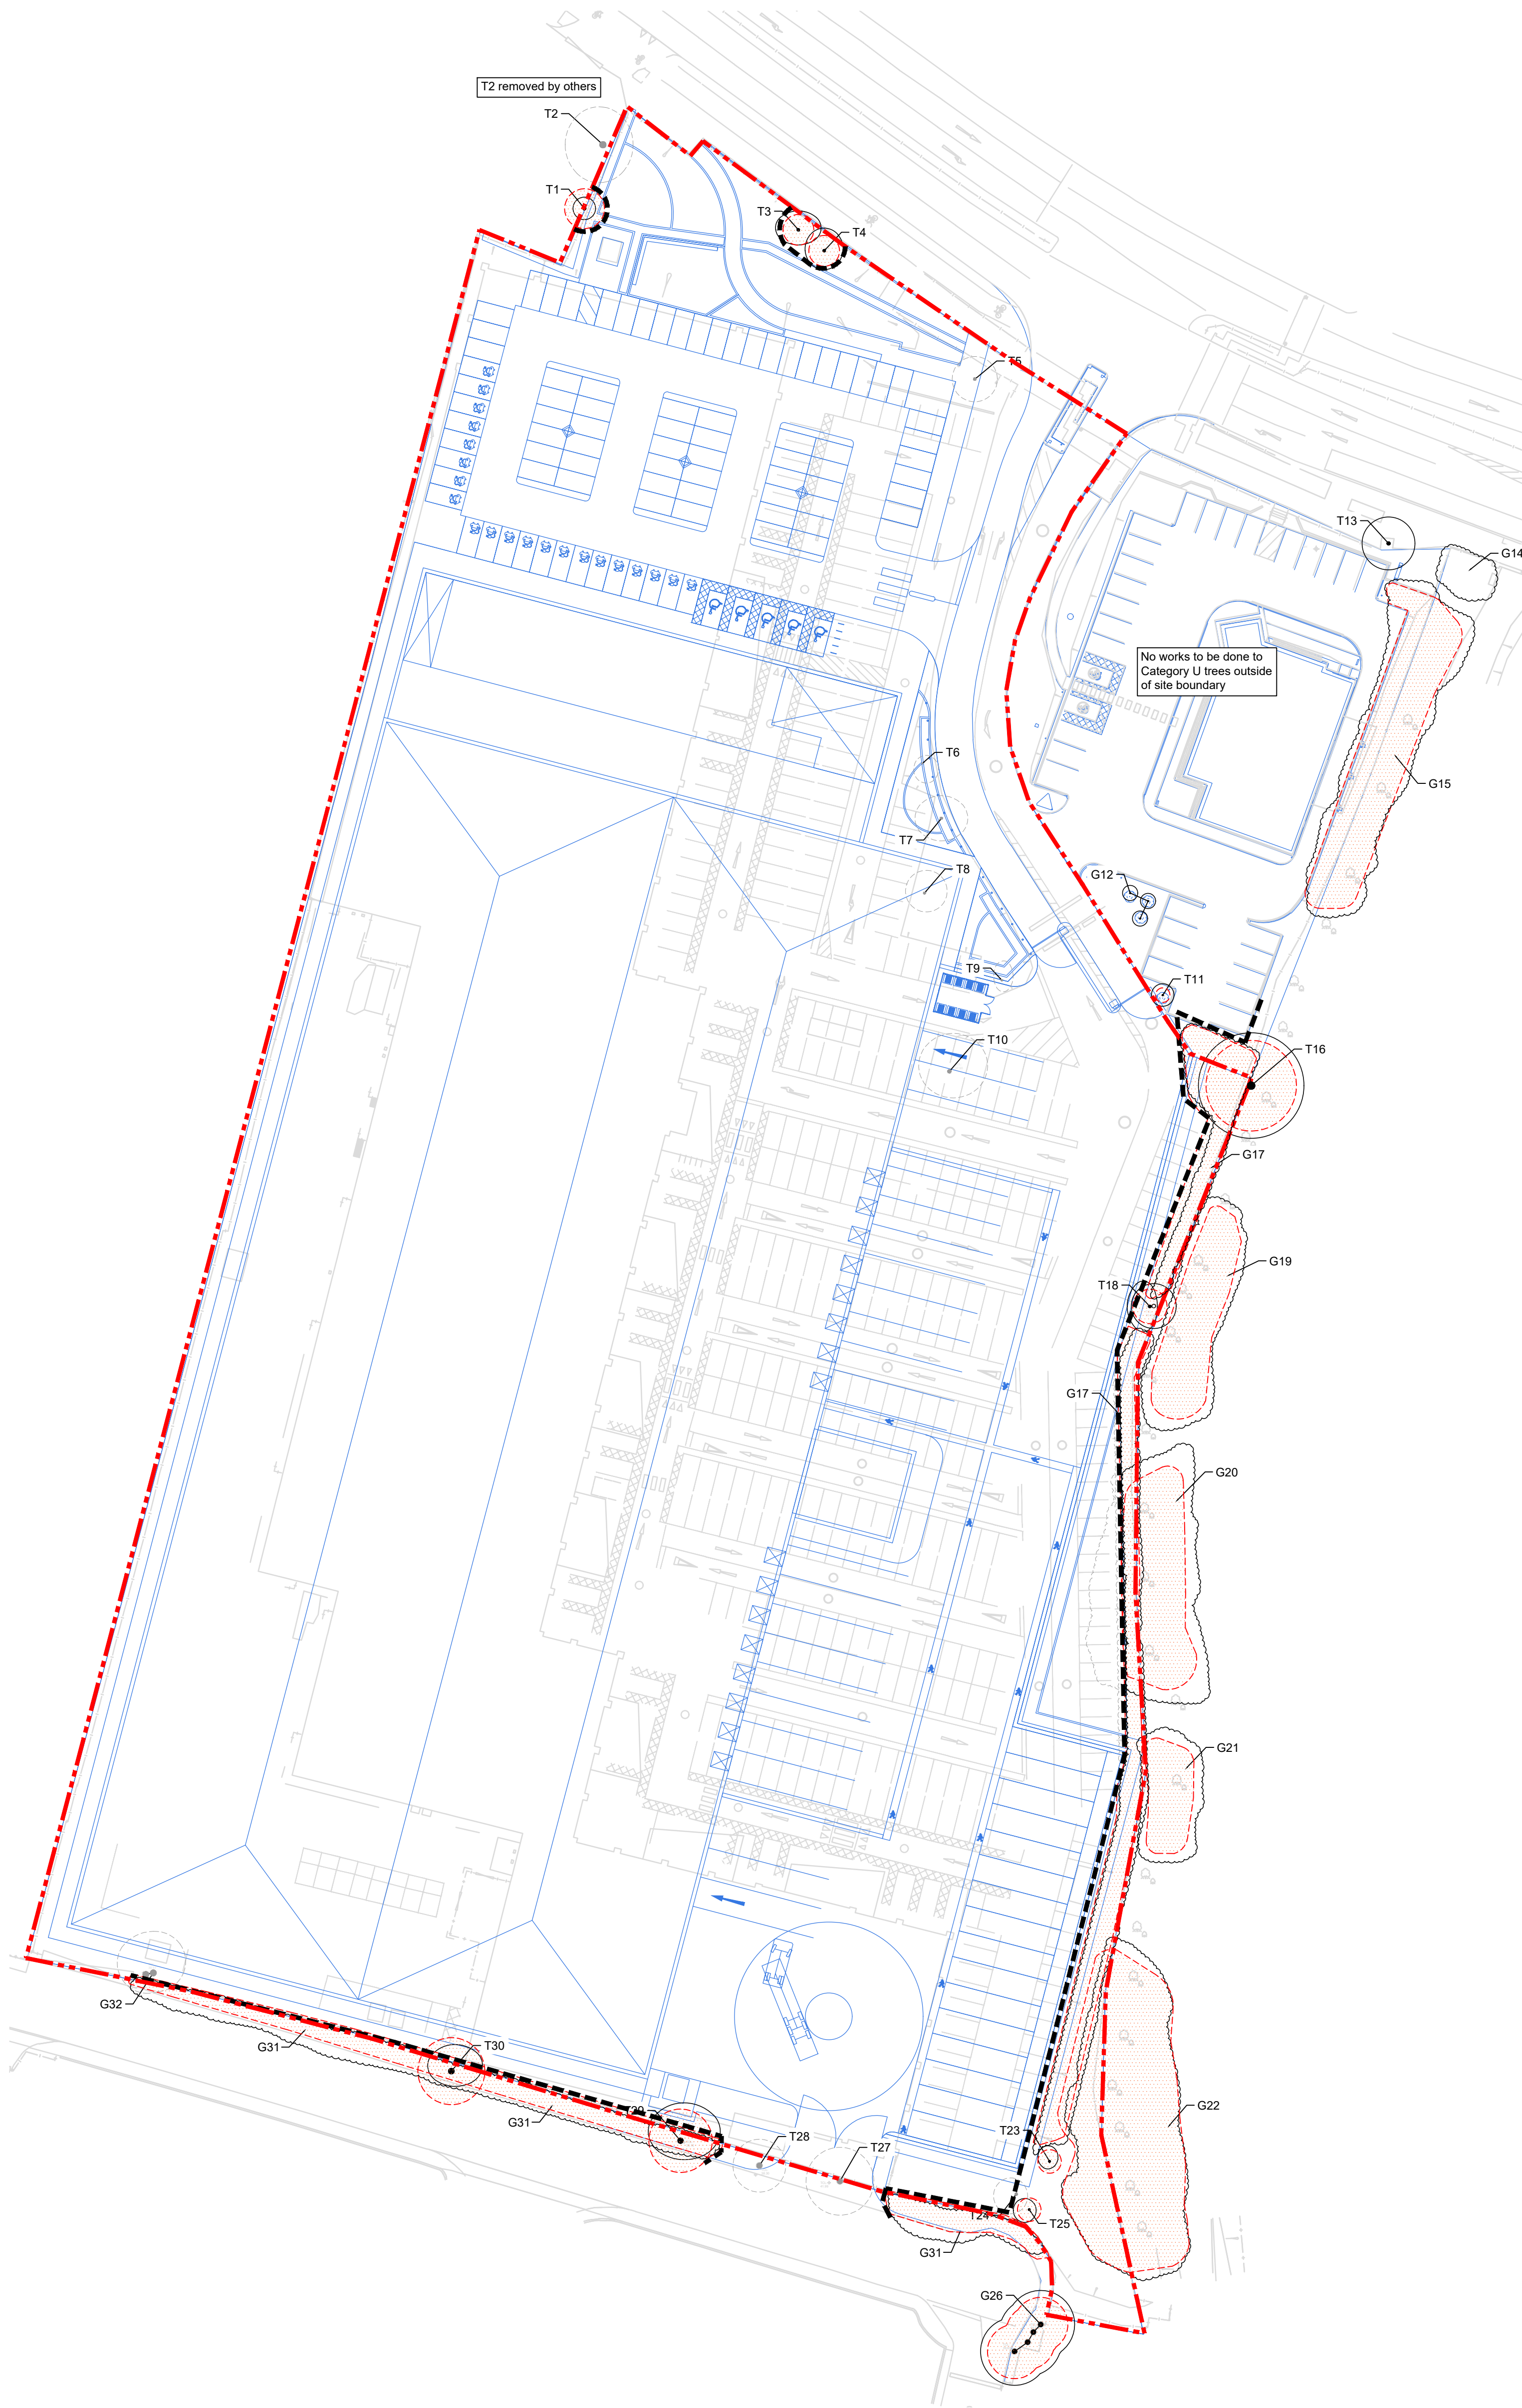 T2 removed by others
T2
T1
T3
T4
T5
T13
G14
No works to be done to
Category U trees outside
of site boundary
T6
G15
T7
T8
G12
T9
T11
T10
T16
G17
G19
T18
G17
G20
G21
G32
G31
T30
G31
T28
T27
T23
G22
T24
T25
G31
G26